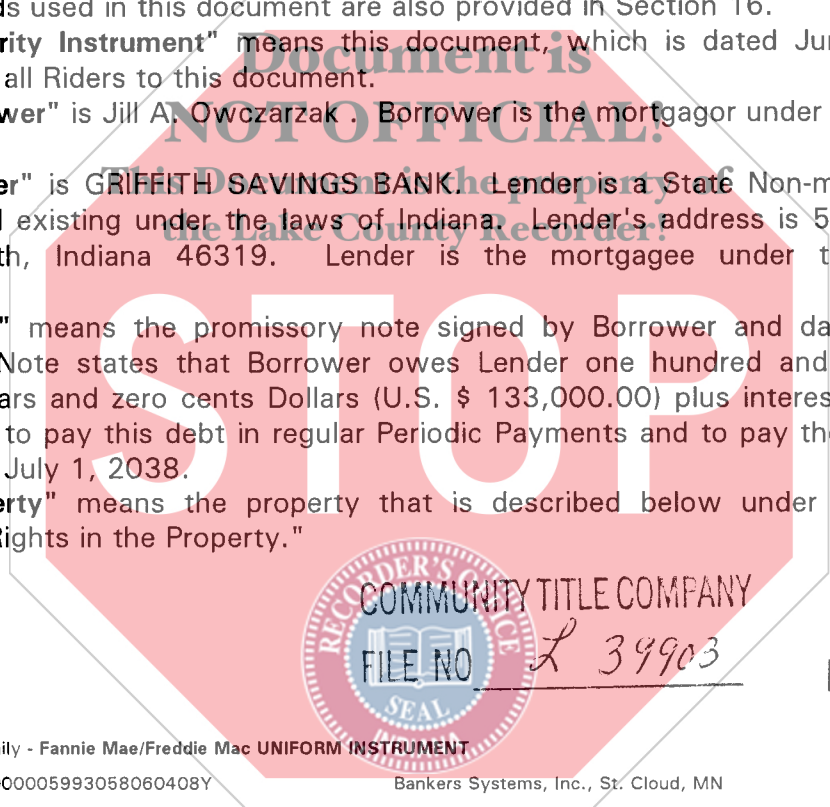 ds used in this document are also provided in Section 16.
rity Instrument" means this document, which is dated Jun
all Riders to this document.
wer" is Jill A. Owczarzak . Borrower is the mortgagor under
er" is GRIFFITH SAVINGS BANK. Lender is a State Non-m
existing under the laws of Indiana. Lender's address is 5
th, Indiana 46319. Lender is the mortgagee under t
" means the promissory note signed by Borrower and da
Note states that Borrower owes Lender one hundred and
ars and zero cents Dollars (U.S. $ 133,000.00) plus interes
to pay this debt in regular Periodic Payments and to pay the
July 1, 2038.
erty" means the property that is described below under
Rights in the Property."
Document is
NOT OFFICIAL!
This Document is the property of
the Lake County Recorder!
STOP
RECORDER'S OFFICE
SEAL
INDIANA
COMMUNITY TITLE COMPANY
FILE NO L 39903
ily - Fannie Mae/Freddie Mac UNIFORM INSTRUMENT
000005993058060408Y Bankers Systems, Inc., St. Cloud, MN